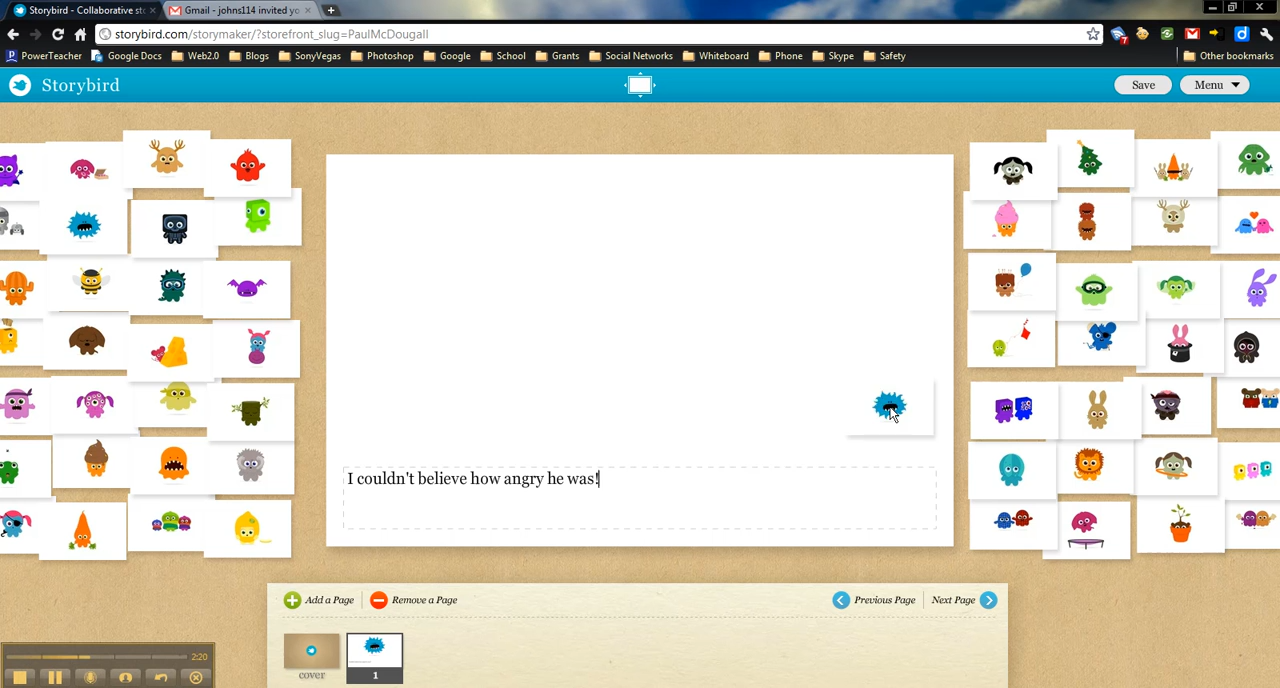 Storybird - Collaborative st
Gmail - johns114 invited yo
storybird.com/storymaker/?storefront_slug=PaulMcDougall
PowerTeacher Google Docs Web2.0 Blogs SonyVegas Photoshop Google School Grants Social Networks Whiteboard Phone Skype Safety Other bookmarks
Storybird Save Menu
I couldn't believe how angry he was!
Add a Page Remove a Page Previous Page Next Page
2:20
cover 1